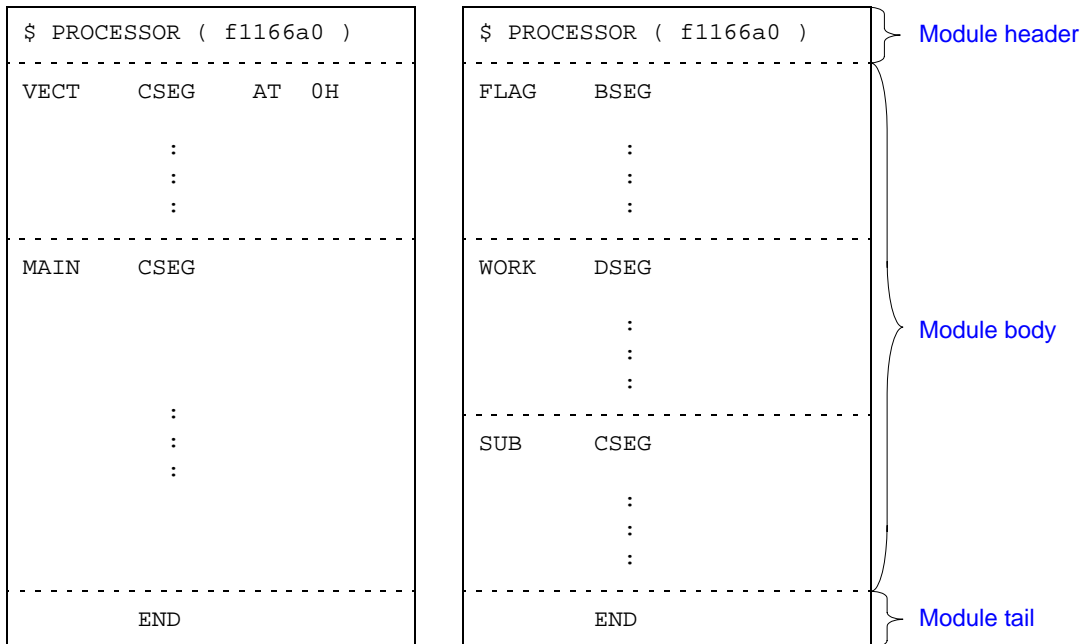 $ PROCESSOR ( f1166a0 )
VECT CSEG AT 0H
:
:
:
MAIN CSEG
:
:
:
END
$ PROCESSOR ( f1166a0 )
FLAG BSEG
:
:
:
WORK DSEG
:
:
:
SUB CSEG
:
:
:
END
Module header
Module body
Module tail